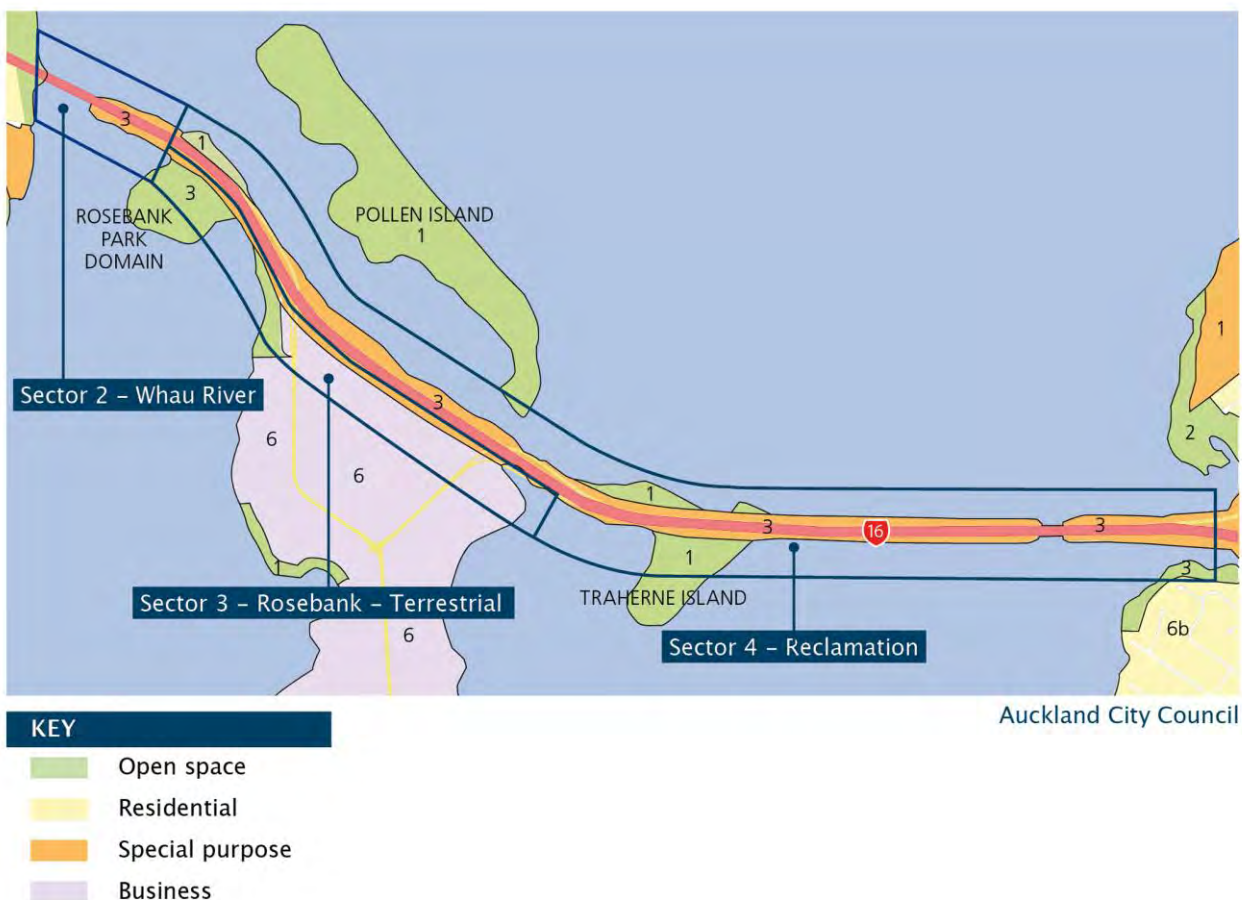 3
1
3
ROSEBANK
PARK
DOMAIN
POLLEN ISLAND
1
1
Sector 2 – Whau River
3
2
6
6
1
3
16
3
1
3
1
Sector 3 – Rosebank – Terrestrial
TRAHERNE ISLAND
6
Sector 4 – Reclamation
6b
Auckland City Council
KEY
Open space
Residential
Special purpose
Business